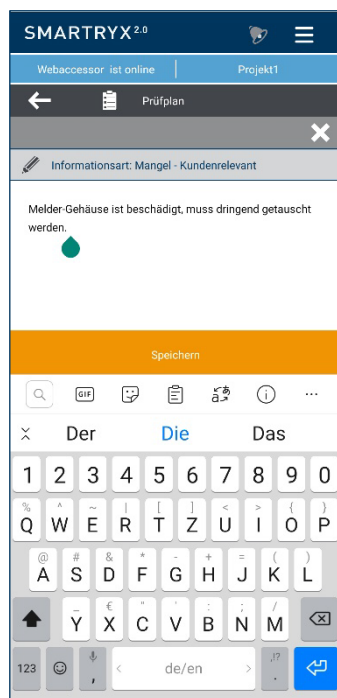 SMARTRYX 2.0
Webaccessor ist online | Projekt1
Prüfplan
Informationsart: Mangel - Kundenrelevant
Melder-Gehäuse ist beschädigt, muss dringend getauscht
werden.
Speichern
GIF
Der Die Das
1 2 3 4 5 6 7 8 9 0
% ^ ~ | [ ] < > { }
Q W E R T Z U I O P
@ # & * - + = ( )
A S D F G H J K L
_ € " ' : ; /
Y X C V B N M
123 , < de/en > ,!? .